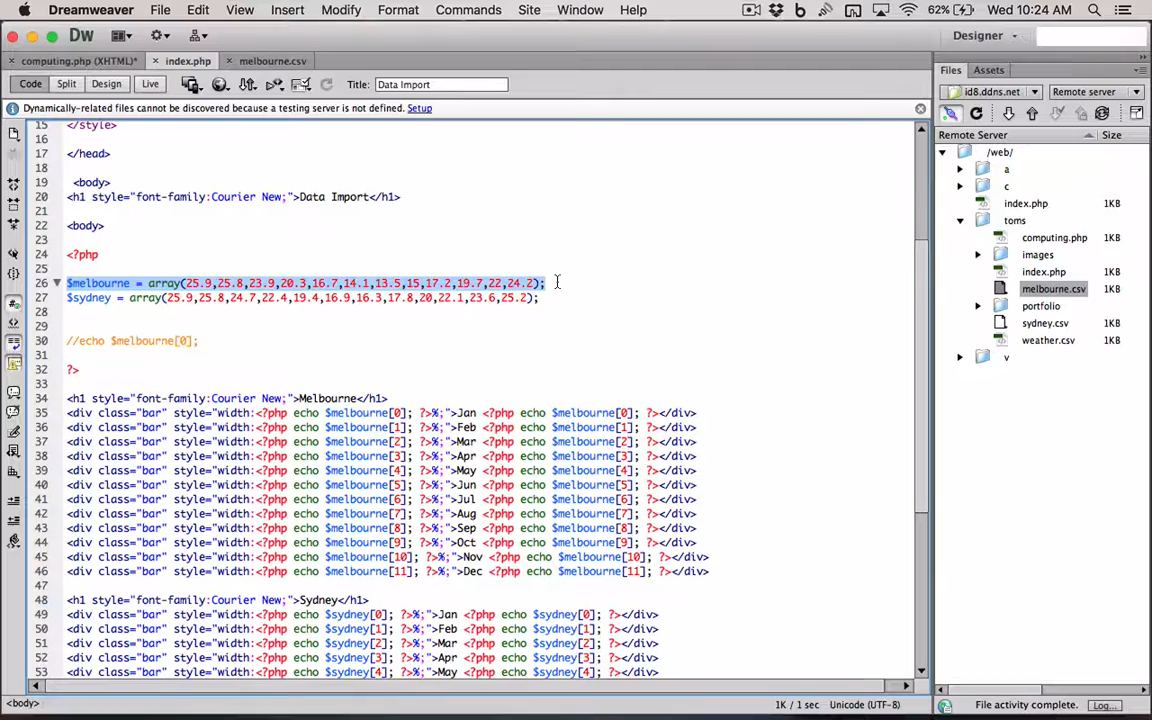 Dreamweaver File Edit View Insert Modify Format Commands Site Window Help 62% Wed 10:24 AM
Dw Designer
computing.php (XHTML)* index.php melbourne.csv Files Assets
Code Split Design Live Title: Data Import id8.ddns.net Remote server
Dynamically-related files cannot be discovered because a testing server is not defined. Setup
Remote Server Size
/web/
a
c
index.php 1KB
toms
computing.php 1KB
images
index.php 1KB
melbourne.csv 1KB
portfolio
sydney.csv 1KB
weather.csv 1KB
v
15 </style>
16
17 </head>
18
19 <body>
20 <h1 style="font-family:Courier New;">Data Import</h1>
21
22 <body>
23
24 <?php
25
26 $melbourne = array(25.9,25.8,23.9,20.3,16.7,14.1,13.5,15,17.2,19.7,22,24.2);
27 $sydney = array(25.9,25.8,24.7,22.4,19.4,16.9,16.3,17.8,20,22.1,23.6,25.2);
28
29
30 //echo $melbourne[0];
31
32 ?>
33
34 <h1 style="font-family:Courier New;">Melbourne</h1>
35 <div class="bar" style="width:<?php echo $melbourne[0]; ?>%;">Jan <?php echo $melbourne[0]; ?></div>
36 <div class="bar" style="width:<?php echo $melbourne[1]; ?>%;">Feb <?php echo $melbourne[1]; ?></div>
37 <div class="bar" style="width:<?php echo $melbourne[2]; ?>%;">Mar <?php echo $melbourne[2]; ?></div>
38 <div class="bar" style="width:<?php echo $melbourne[3]; ?>%;">Apr <?php echo $melbourne[3]; ?></div>
39 <div class="bar" style="width:<?php echo $melbourne[4]; ?>%;">May <?php echo $melbourne[4]; ?></div>
40 <div class="bar" style="width:<?php echo $melbourne[5]; ?>%;">Jun <?php echo $melbourne[5]; ?></div>
41 <div class="bar" style="width:<?php echo $melbourne[6]; ?>%;">Jul <?php echo $melbourne[6]; ?></div>
42 <div class="bar" style="width:<?php echo $melbourne[7]; ?>%;">Aug <?php echo $melbourne[7]; ?></div>
43 <div class="bar" style="width:<?php echo $melbourne[8]; ?>%;">Sep <?php echo $melbourne[8]; ?></div>
44 <div class="bar" style="width:<?php echo $melbourne[9]; ?>%;">Oct <?php echo $melbourne[9]; ?></div>
45 <div class="bar" style="width:<?php echo $melbourne[10]; ?>%;">Nov <?php echo $melbourne[10]; ?></div>
46 <div class="bar" style="width:<?php echo $melbourne[11]; ?>%;">Dec <?php echo $melbourne[11]; ?></div>
47
48 <h1 style="font-family:Courier New;">Sydney</h1>
49 <div class="bar" style="width:<?php echo $sydney[0]; ?>%;">Jan <?php echo $sydney[0]; ?></div>
50 <div class="bar" style="width:<?php echo $sydney[1]; ?>%;">Feb <?php echo $sydney[1]; ?></div>
51 <div class="bar" style="width:<?php echo $sydney[2]; ?>%;">Mar <?php echo $sydney[2]; ?></div>
52 <div class="bar" style="width:<?php echo $sydney[3]; ?>%;">Apr <?php echo $sydney[3]; ?></div>
53 <div class="bar" style="width:<?php echo $sydney[4]; ?>%;">May <?php echo $sydney[4]; ?></div>
<body> 1K / 1 sec Unicode (UTF-8) File activity complete. Log...